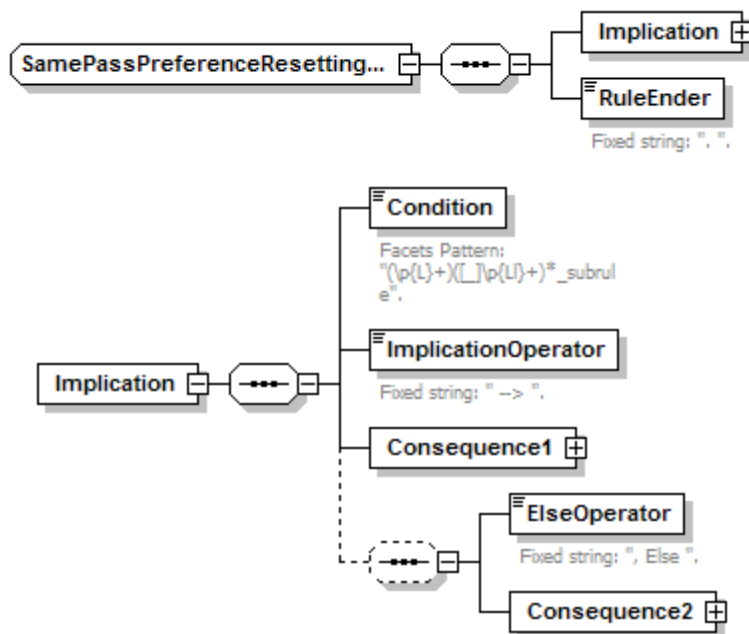 SamePassPreferenceResetting...
Implication
RuleEnder
Fixed string: ". ".
Condition
Facets Pattern:
"(\p{L}+)([_]\p{Ll}+)*_subrul
e".
Implication
ImplicationOperator
Fixed string: " --> ".
Consequence1
ElseOperator
Fixed string: ", Else ".
Consequence2